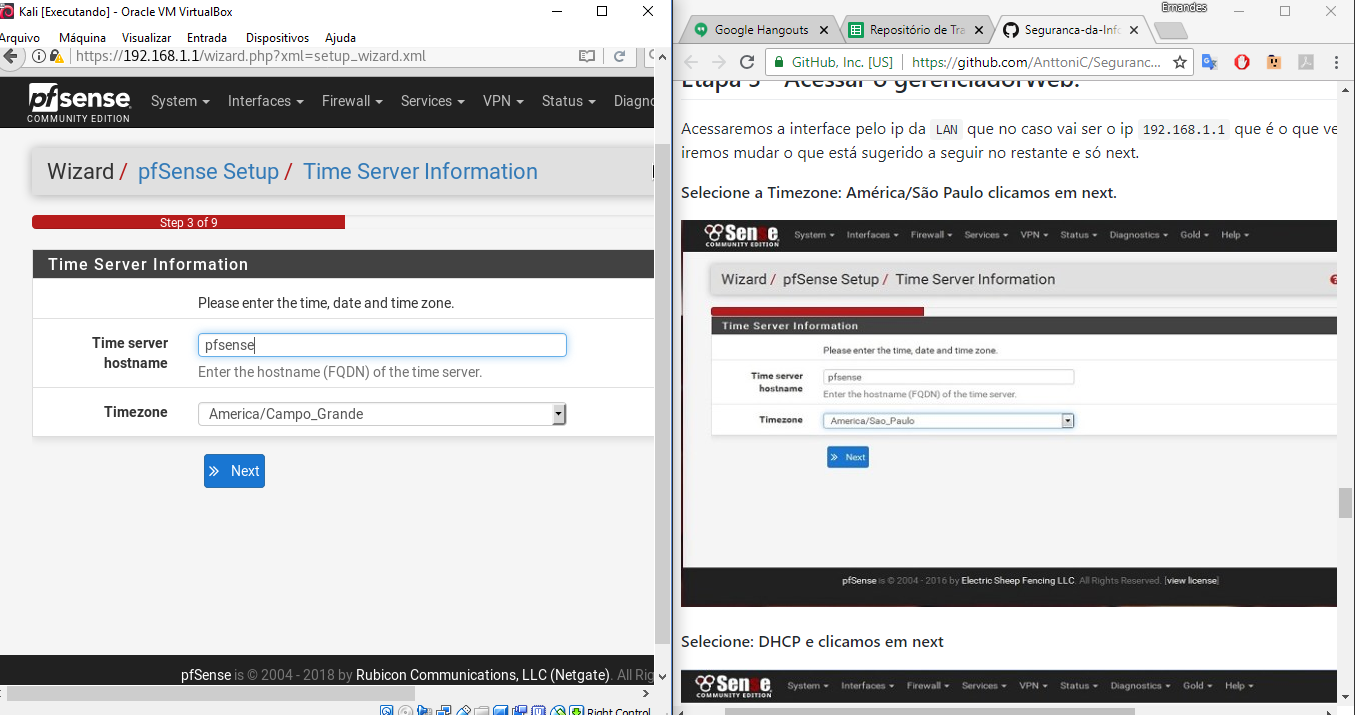 Kali [Executando] - Oracle VM VirtualBox
Arquivo Máquina Visualizar Entrada Dispositivos Ajuda
https://192.168.1.1/wizard.php?xml=setup_wizard.xml
pfsense
COMMUNITY EDITION
System Interfaces Firewall Services VPN Status Diagno
Wizard / pfSense Setup / Time Server Information
Step 3 of 9
Time Server Information
Please enter the time, date and time zone.
Time server hostname
pfsense
Enter the hostname (FQDN) of the time server.
Timezone
America/Campo_Grande
Next
pfSense is © 2004 - 2018 by Rubicon Communications, LLC (Netgate). All Rig
Right Control
Ernandes
Google Hangouts
Repositório de Tra
Seguranca-da-Info
GitHub, Inc. [US] https://github.com/AnttoniC/Seguranc...
Etapa 5 - Acessar o gerenciadorWeb.
Acessaremos a interface pelo ip da LAN que no caso vai ser o ip 192.168.1.1 que é o que ve
iremos mudar o que está sugerido a seguir no restante e só next.
Selecione a Timezone: América/São Paulo clicamos em next.
Sense
COMMUNITY EDITION
System Interfaces Firewall Services VPN Status Diagnostics Gold Help
Wizard / pfSense Setup / Time Server Information
Time Server Information
Please enter the time, date and time zone.
Time server hostname
pfsense
Enter the hostname (FQDN) of the time server.
Timezone
America/Sao_Paulo
Next
pfSense is © 2004 - 2016 by Electric Sheep Fencing LLC. All Rights Reserved. [view license]
Selecione: DHCP e clicamos em next
Sense
COMMUNITY EDITION
System Interfaces Firewall Services VPN Status Diagnostics Gold Help